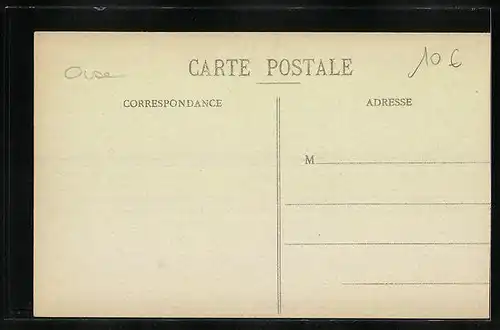 Oise
CARTE POSTALE
10 €
CORRESPONDANCE
ADRESSE
M